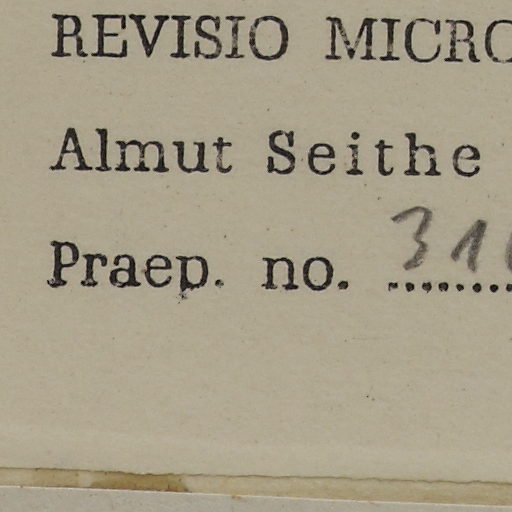 REVISIO MICRO
Almut Seithe
Praep. no. 31